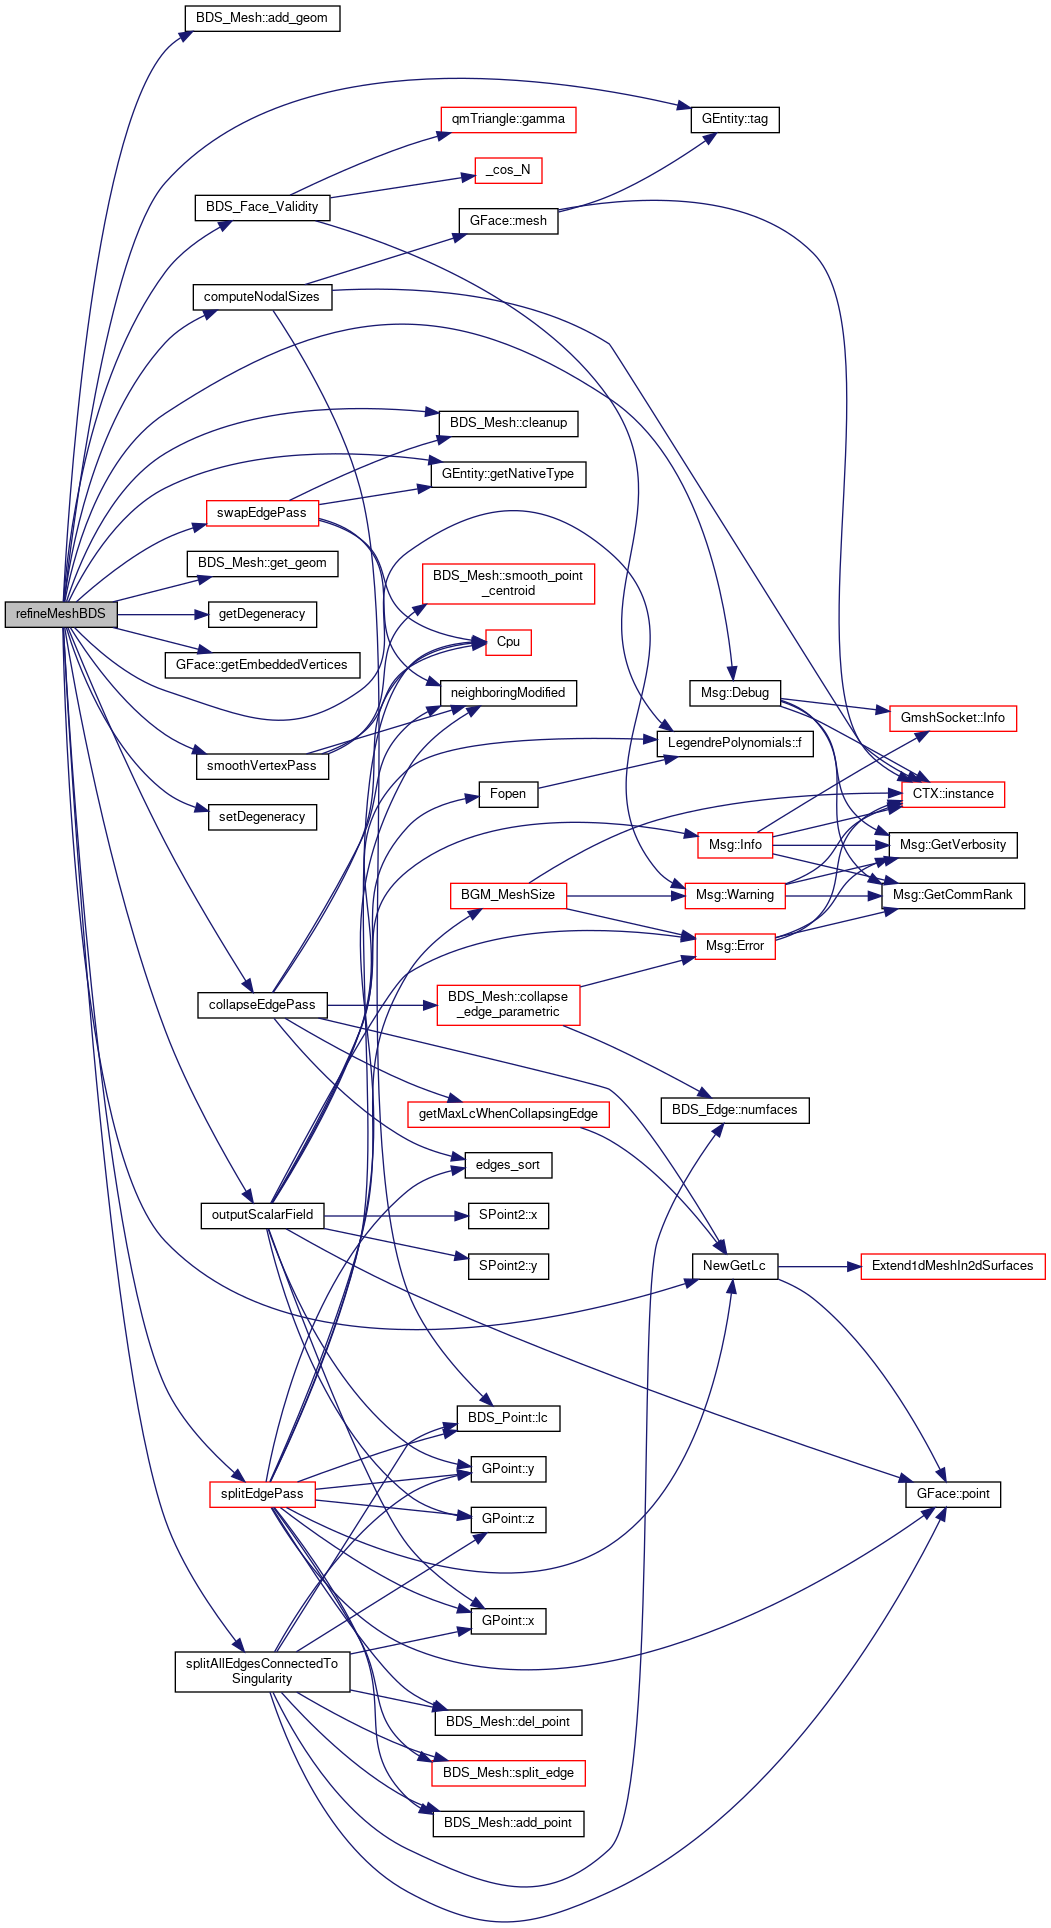 BDS_Mesh::add_geom
GEntity::tag
qmTriangle::gamma
_cos_N
BDS_Face_Validity
GFace::mesh
computeNodalSizes
BDS_Mesh::cleanup
GEntity::getNativeType
swapEdgePass
BDS_Mesh::get_geom
BDS_Mesh::smooth_point
_centroid
refineMeshBDS
getDegeneracy
Cpu
GFace::getEmbeddedVertices
neighboringModified
Msg::Debug
GmshSocket::Info
LegendrePolynomials::f
smoothVertexPass
Fopen
CTX::instance
setDegeneracy
Msg::Info
Msg::GetVerbosity
BGM_MeshSize
Msg::Warning
Msg::GetCommRank
Msg::Error
collapseEdgePass
BDS_Mesh::collapse
_edge_parametric
getMaxLcWhenCollapsingEdge
BDS_Edge::numfaces
edges_sort
outputScalarField
SPoint2::x
SPoint2::y
NewGetLc
Extend1dMeshIn2dSurfaces
BDS_Point::lc
GPoint::y
splitEdgePass
GFace::point
GPoint::z
GPoint::x
splitAllEdgesConnectedTo
Singularity
BDS_Mesh::del_point
BDS_Mesh::split_edge
BDS_Mesh::add_point